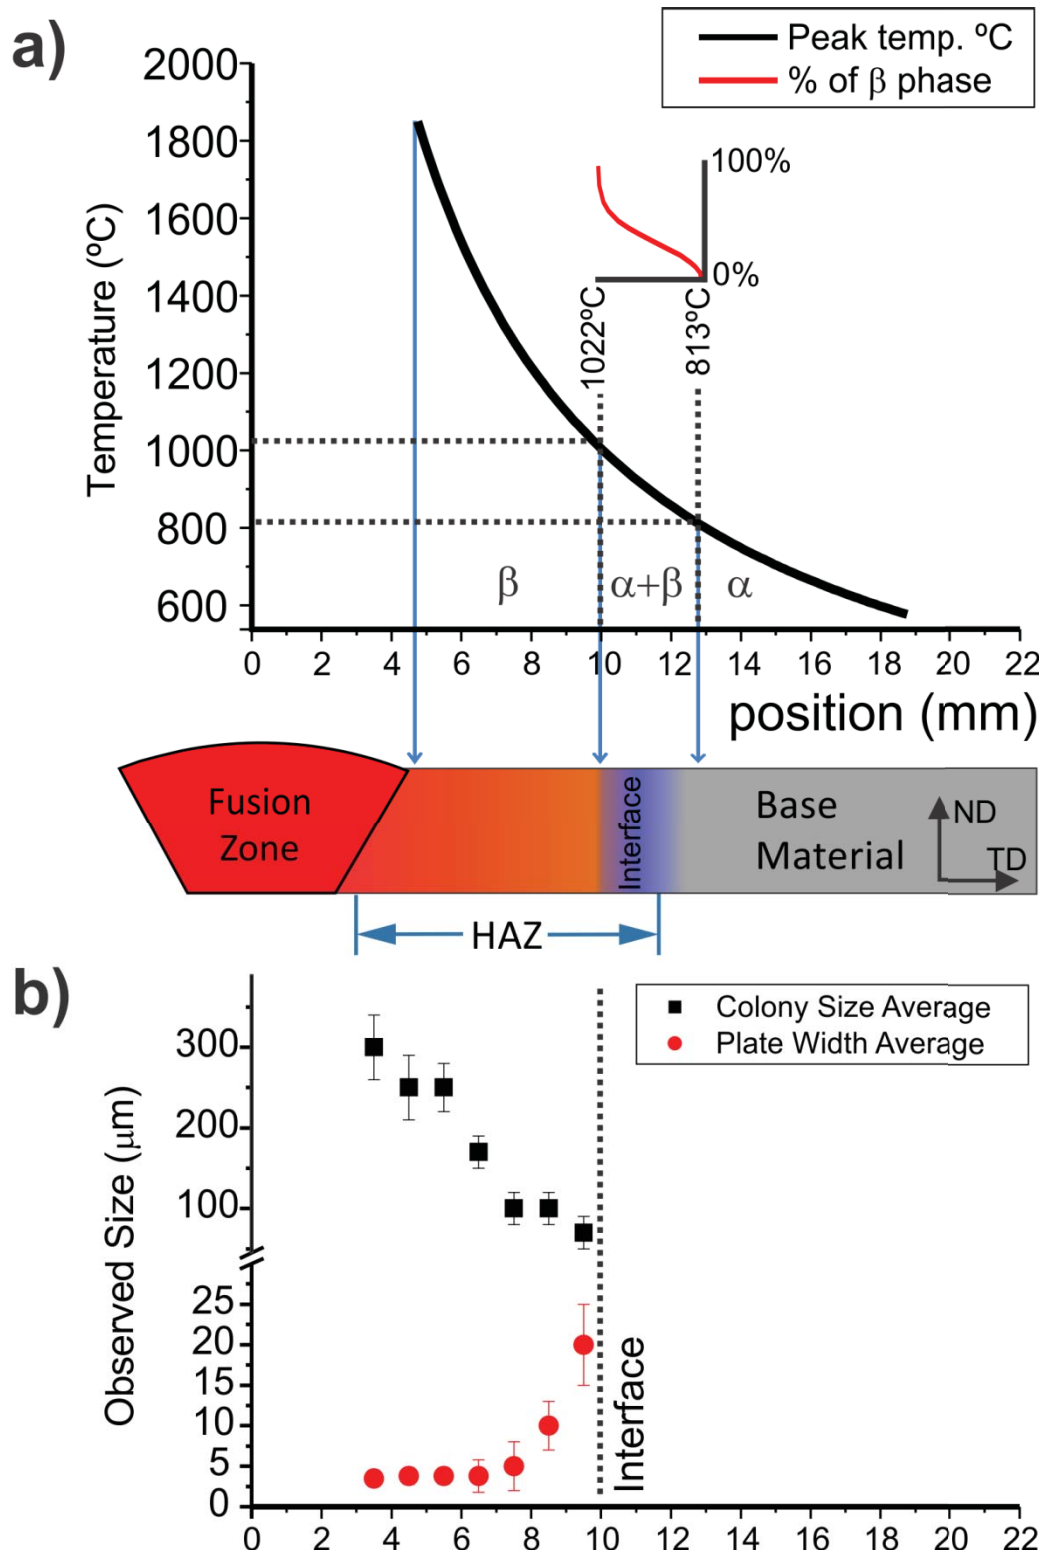 a)
Peak temp. ºC
% of β phase
2000
1800
1600
1400
1200
1000
800
600
Temperature (ºC)
100%
0%
1022ºC
813ºC
β
α+β
α
0 2 4 6 8 10 12 14 16 18 20 22
position (mm)
Fusion
Zone
Interface
Base
Material
ND
TD
HAZ
b)
Colony Size Average
Plate Width Average
300
200
100
25
20
15
10
5
0
Observed Size (μm)
Interface
0 2 4 6 8 10 12 14 16 18 20 22